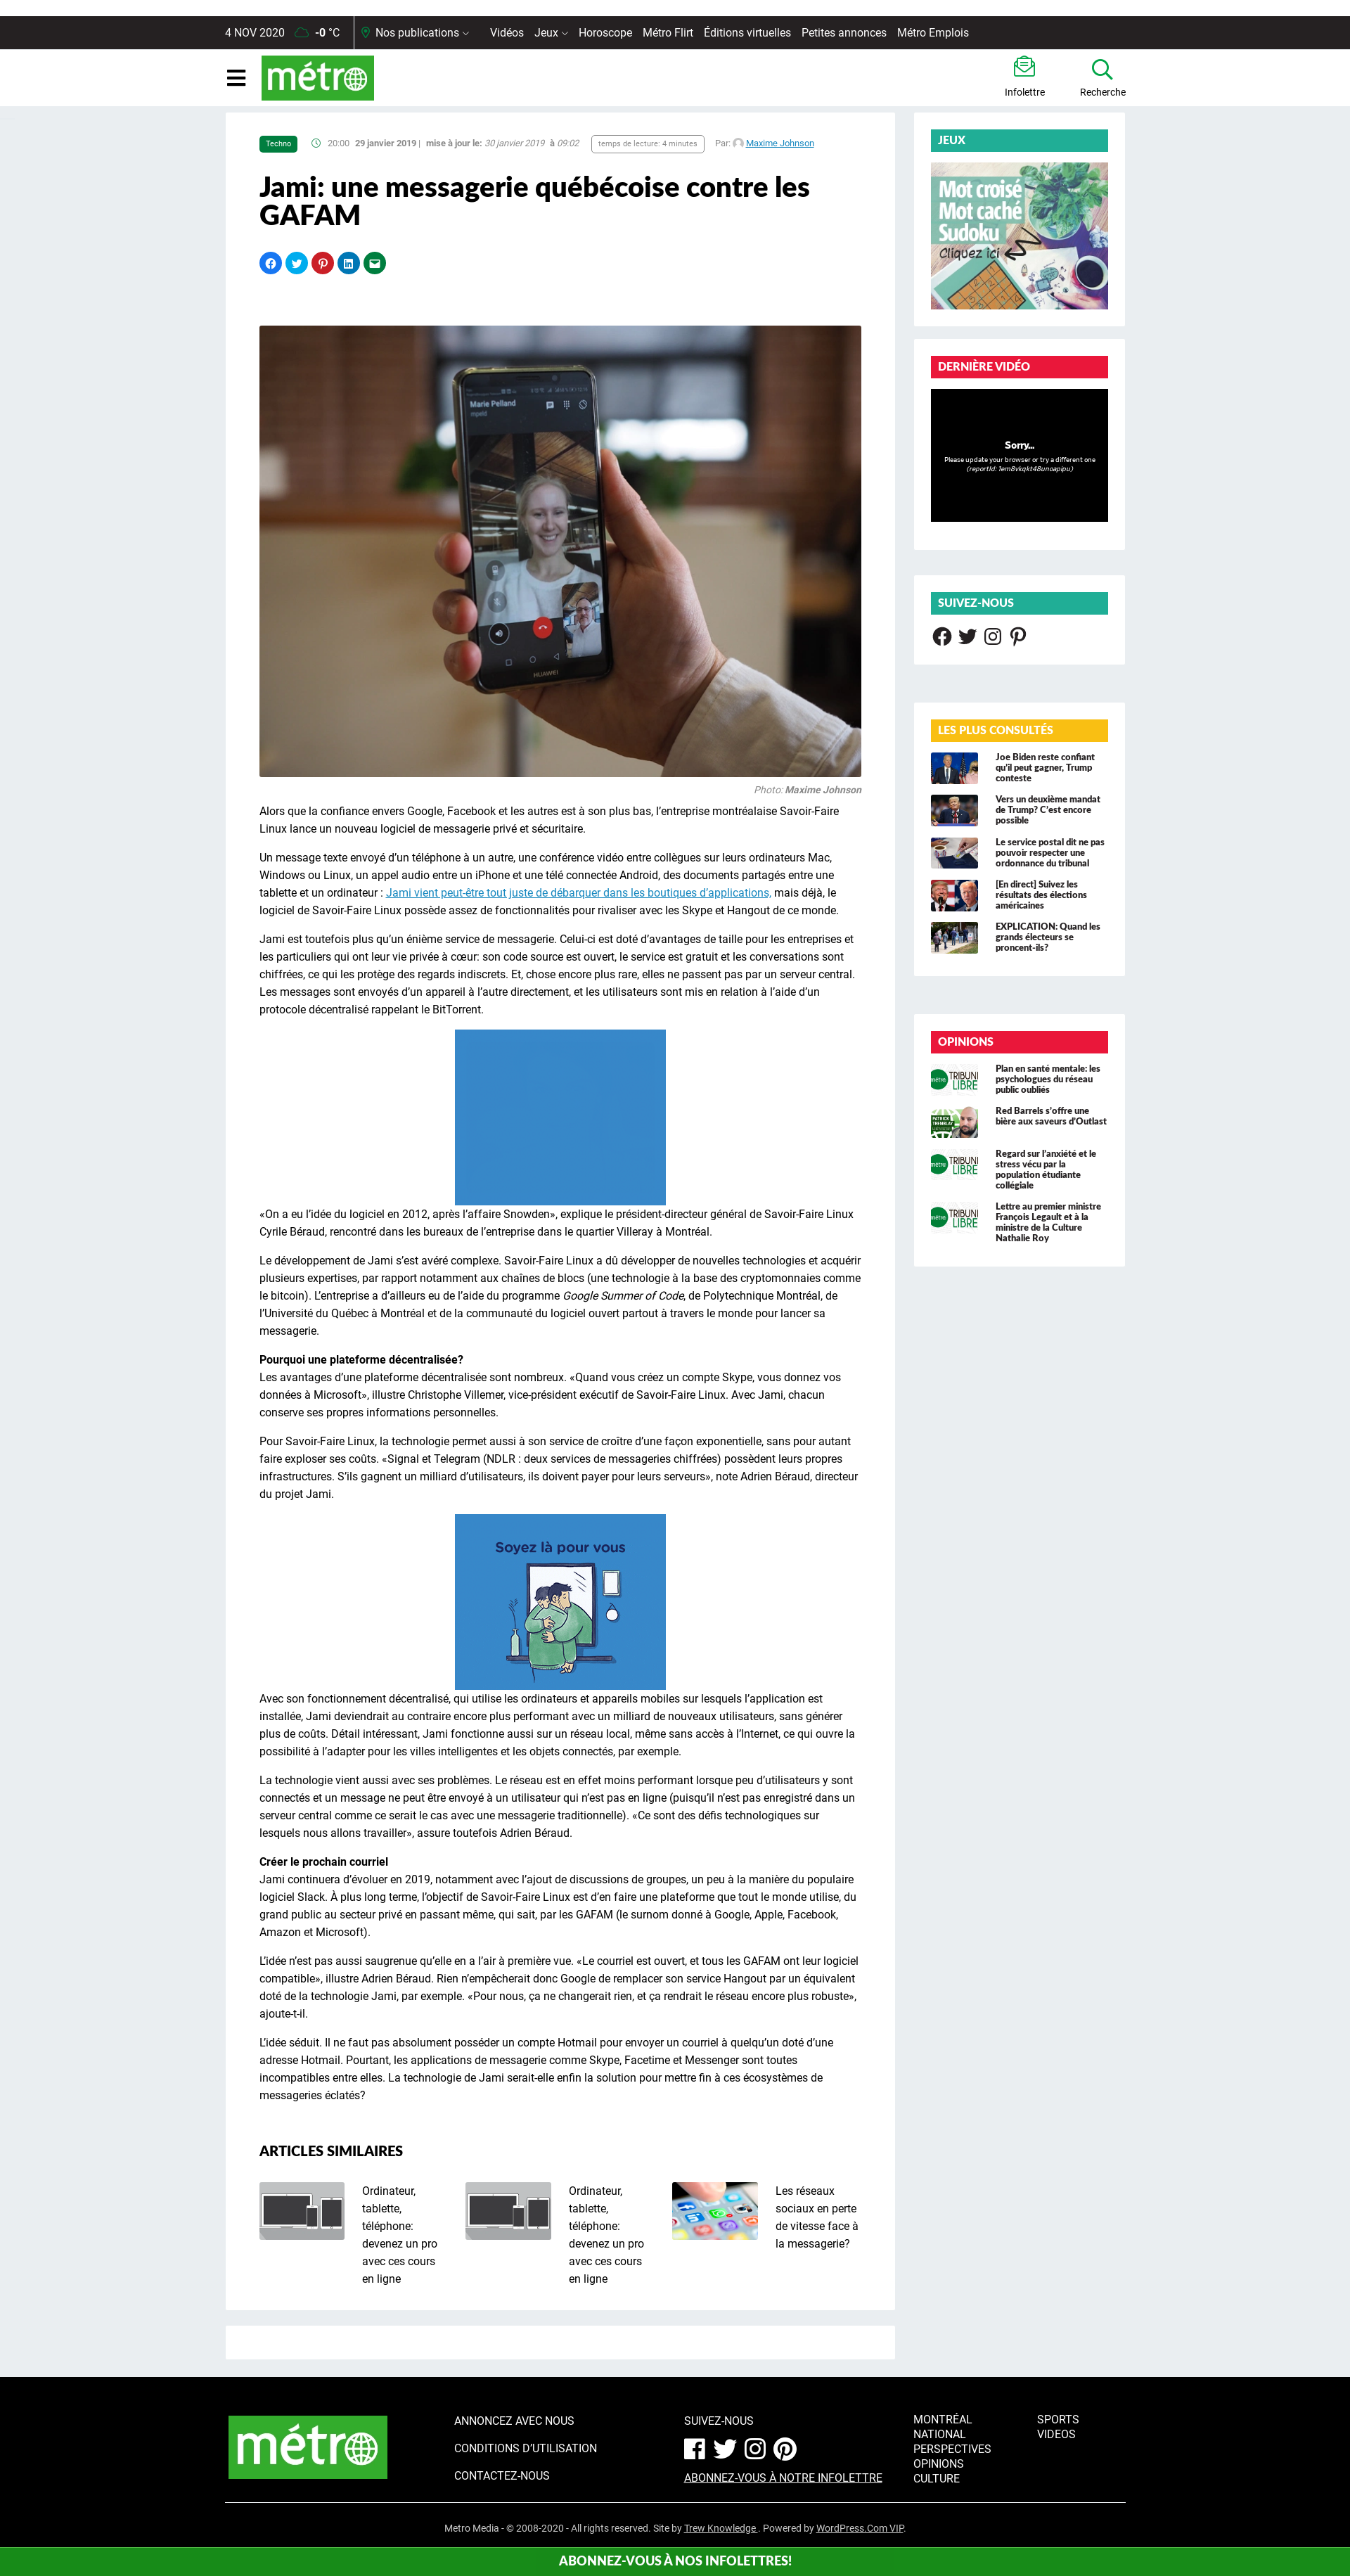 4 NOV 2020 -0 °C Nos publications Vidéos Jeux Horoscope Métro Flirt Éditions virtuelles Petites annonces Métro Emplois
métro
Infolettre
Recherche
Techno 20:00 29 janvier 2019 | mise à jour le: 30 janvier 2019 à 09:02 temps de lecture: 4 minutes Par: Maxime Johnson
Jami: une messagerie québécoise contre les
GAFAM
Marie Pelland
HUAWEI
Photo: Maxime Johnson
Alors que la confiance envers Google, Facebook et les autres est à son plus bas, l’entreprise montréalaise Savoir-Faire
Linux lance un nouveau logiciel de messagerie privé et sécuritaire.
Un message texte envoyé d’un téléphone à un autre, une conférence vidéo entre collègues sur leurs ordinateurs Mac,
Windows ou Linux, un appel audio entre un iPhone et une télé connectée Android, des documents partagés entre une
tablette et un ordinateur : Jami vient peut-être tout juste de débarquer dans les boutiques d’applications, mais déjà, le
logiciel de Savoir-Faire Linux possède assez de fonctionnalités pour rivaliser avec les Skype et Hangout de ce monde.
Jami est toutefois plus qu’un énième service de messagerie. Celui-ci est doté d’avantages de taille pour les entreprises et
les particuliers qui ont leur vie privée à cœur: son code source est ouvert, le service est gratuit et les conversations sont
chiffrées, ce qui les protège des regards indiscrets. Et, chose encore plus rare, elles ne passent pas par un serveur central.
Les messages sont envoyés d’un appareil à l’autre directement, et les utilisateurs sont mis en relation à l’aide d’un
protocole décentralisé rappelant le BitTorrent.
«On a eu l’idée du logiciel en 2012, après l’affaire Snowden», explique le président-directeur général de Savoir-Faire Linux
Cyrile Béraud, rencontré dans les bureaux de l’entreprise dans le quartier Villeray à Montréal.
Le développement de Jami s’est avéré complexe. Savoir-Faire Linux a dû développer de nouvelles technologies et acquérir
plusieurs expertises, par rapport notamment aux chaînes de blocs (une technologie à la base des cryptomonnaies comme
le bitcoin). L’entreprise a d’ailleurs eu de l’aide du programme Google Summer of Code, de Polytechnique Montréal, de
l’Université du Québec à Montréal et de la communauté du logiciel ouvert partout à travers le monde pour lancer sa
messagerie.
Pourquoi une plateforme décentralisée?
Les avantages d’une plateforme décentralisée sont nombreux. «Quand vous créez un compte Skype, vous donnez vos
données à Microsoft», illustre Christophe Villemer, vice-président exécutif de Savoir-Faire Linux. Avec Jami, chacun
conserve ses propres informations personnelles.
Pour Savoir-Faire Linux, la technologie permet aussi à son service de croître d’une façon exponentielle, sans pour autant
faire exploser ses coûts. «Signal et Telegram (NDLR : deux services de messageries chiffrées) possèdent leurs propres
infrastructures. S’ils gagnent un milliard d’utilisateurs, ils doivent payer pour leurs serveurs», note Adrien Béraud, directeur
du projet Jami.
Soyez là pour vous
Avec son fonctionnement décentralisé, qui utilise les ordinateurs et appareils mobiles sur lesquels l’application est
installée, Jami deviendrait au contraire encore plus performant avec un milliard de nouveaux utilisateurs, sans générer
plus de coûts. Détail intéressant, Jami fonctionne aussi sur un réseau local, même sans accès à l’Internet, ce qui ouvre la
possibilité à l’adapter pour les villes intelligentes et les objets connectés, par exemple.
La technologie vient aussi avec ses problèmes. Le réseau est en effet moins performant lorsque peu d’utilisateurs y sont
connectés et un message ne peut être envoyé à un utilisateur qui n’est pas en ligne (puisqu’il n’est pas enregistré dans un
serveur central comme ce serait le cas avec une messagerie traditionnelle). «Ce sont des défis technologiques sur
lesquels nous allons travailler», assure toutefois Adrien Béraud.
Créer le prochain courriel
Jami continuera d’évoluer en 2019, notamment avec l’ajout de discussions de groupes, un peu à la manière du populaire
logiciel Slack. À plus long terme, l’objectif de Savoir-Faire Linux est d’en faire une plateforme que tout le monde utilise, du
grand public au secteur privé en passant même, qui sait, par les GAFAM (le surnom donné à Google, Apple, Facebook,
Amazon et Microsoft).
L’idée n’est pas aussi saugrenue qu’elle en a l’air à première vue. «Le courriel est ouvert, et tous les GAFAM ont leur logiciel
compatible», illustre Adrien Béraud. Rien n’empêcherait donc Google de remplacer son service Hangout par un équivalent
doté de la technologie Jami, par exemple. «Pour nous, ça ne changerait rien, et ça rendrait le réseau encore plus robuste»,
ajoute-t-il.
L’idée séduit. Il ne faut pas absolument posséder un compte Hotmail pour envoyer un courriel à quelqu’un doté d’une
adresse Hotmail. Pourtant, les applications de messagerie comme Skype, Facetime et Messenger sont toutes
incompatibles entre elles. La technologie de Jami serait-elle enfin la solution pour mettre fin à ces écosystèmes de
messageries éclatés?
ARTICLES SIMILAIRES
Ordinateur,
tablette,
téléphone:
devenez un pro
avec ces cours
en ligne
Ordinateur,
tablette,
téléphone:
devenez un pro
avec ces cours
en ligne
Les réseaux
sociaux en perte
de vitesse face à
la messagerie?
JEUX
Mot croisé
Mot caché
Sudoku
Cliquez ici
DERNIÈRE VIDÉO
Sorry...
Please update your browser or try a different one
(reportId: 1em8vkqkt48unoapipu)
SUIVEZ-NOUS
LES PLUS CONSULTÉS
Joe Biden reste confiant
qu’il peut gagner, Trump
conteste
Vers un deuxième mandat
de Trump? C’est encore
possible
Le service postal dit ne pas
pouvoir respecter une
ordonnance du tribunal
[En direct] Suivez les
résultats des élections
américaines
EXPLICATION: Quand les
grands électeurs se
proncent-ils?
OPINIONS
métro TRIBUNE LIBRE
Plan en santé mentale: les
psychologues du réseau
public oubliés
PATRICK TREMBLAY
Red Barrels s’offre une
bière aux saveurs d’Outlast
métro TRIBUNE LIBRE
Regard sur l’anxiété et le
stress vécu par la
population étudiante
collégiale
métro TRIBUNE LIBRE
Lettre au premier ministre
François Legault et à la
ministre de la Culture
Nathalie Roy
métro
ANNONCEZ AVEC NOUS
CONDITIONS D’UTILISATION
CONTACTEZ-NOUS
SUIVEZ-NOUS
ABONNEZ-VOUS À NOTRE INFOLETTRE
MONTRÉAL
NATIONAL
PERSPECTIVES
OPINIONS
CULTURE
SPORTS
VIDEOS
Metro Media - © 2008-2020 - All rights reserved. Site by Trew Knowledge . Powered by WordPress.Com VIP.
ABONNEZ-VOUS À NOS INFOLETTRES!